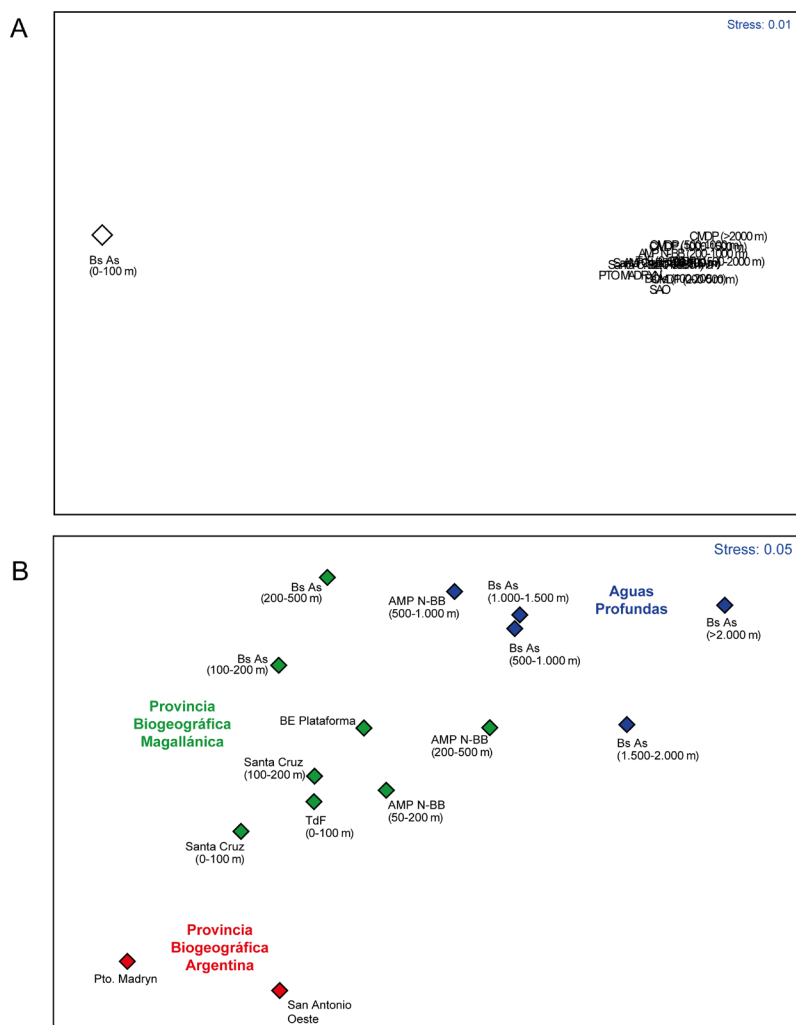 A
Stress: 0.01
Bs As
(0-100 m)
CMDP (>2000 m)
PTO MADRYN
SAO
B
Stress: 0.05
Bs As
(200-500 m)
AMP N-BB
(500-1.000 m)
Bs As
(1.000-1.500 m)
Aguas
Profundas
Bs As
(>2.000 m)
Bs As
(500-1.000 m)
Bs As
(100-200 m)
Provincia
Biogeográfica
Magallánica
BE Plataforma
AMP N-BB
(200-500 m)
Bs As
(1.500-2.000 m)
Santa Cruz
(100-200 m)
AMP N-BB
(50-200 m)
TdF
(0-100 m)
Santa Cruz
(0-100 m)
Provincia
Biogeográfica
Argentina
Pto. Madryn
San Antonio
Oeste